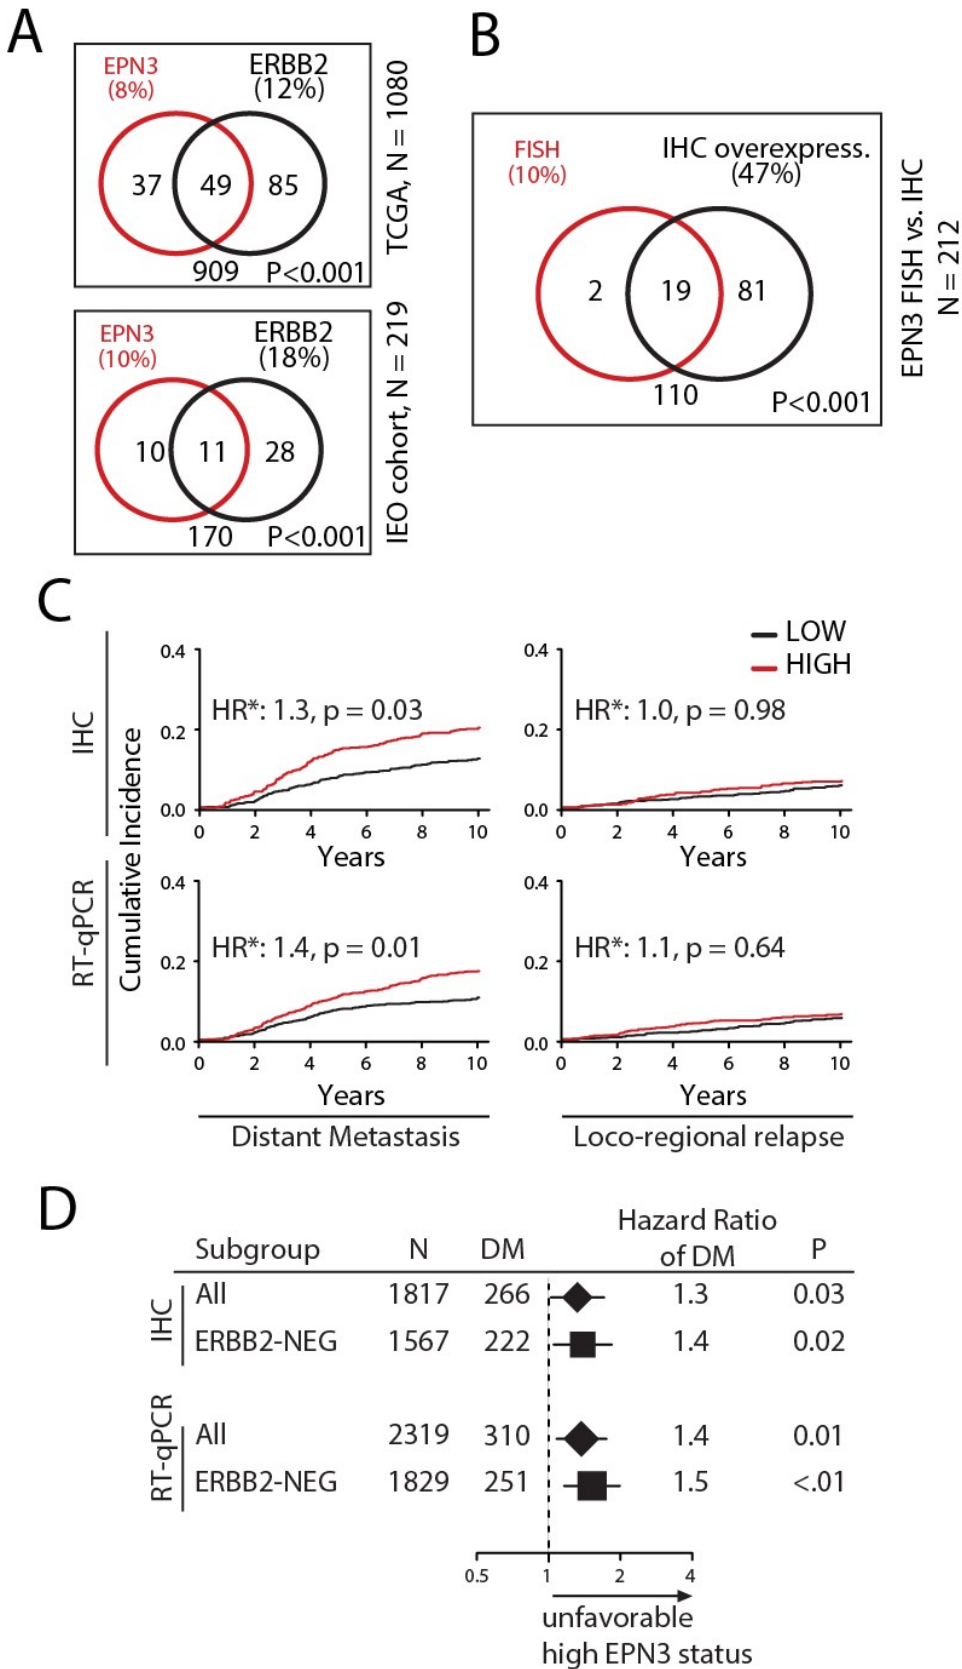 A
EPN3
(8%)
ERBB2
(12%)
37
49
85
909
P<0.001
TCGA, N = 1080
EPN3
(10%)
ERBB2
(18%)
10
11
28
170
P<0.001
IEO cohort, N = 219
B
FISH
(10%)
IHC overexpress.
(47%)
2
19
81
110
P<0.001
EPN3 FISH vs. IHC
N = 212
C
LOW
HIGH
IHC
RT-qPCR
Cumulative Incidence
0.4
0.2
0.0
HR*: 1.3, p = 0.03
0 2 4 6 8 10
Years
0.4
0.2
0.0
HR*: 1.0, p = 0.98
0 2 4 6 8 10
Years
0.4
0.2
0.0
HR*: 1.4, p = 0.01
0 2 4 6 8 10
Years
Distant Metastasis
0.4
0.2
0.0
HR*: 1.1, p = 0.64
0 2 4 6 8 10
Years
Loco-regional relapse
D
Subgroup N DM Hazard Ratio
of DM P
IHC
All 1817 266 1.3 0.03
ERBB2-NEG 1567 222 1.4 0.02
RT-qPCR
All 2319 310 1.4 0.01
ERBB2-NEG 1829 251 1.5 <.01
0.5 1 2 4
unfavorable
high EPN3 status